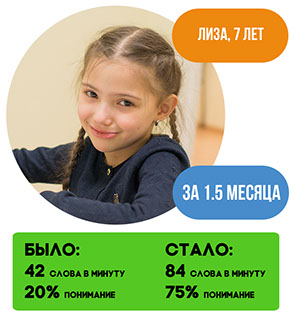 ЛИЗА, 7 ЛЕТ
ЗА 1.5 МЕСЯЦА
БЫЛО:
42 СЛОВА В МИНУТУ
20% ПОНИМАНИЕ
СТАЛО:
84 СЛОВА В МИНУТУ
75% ПОНИМАНИЕ